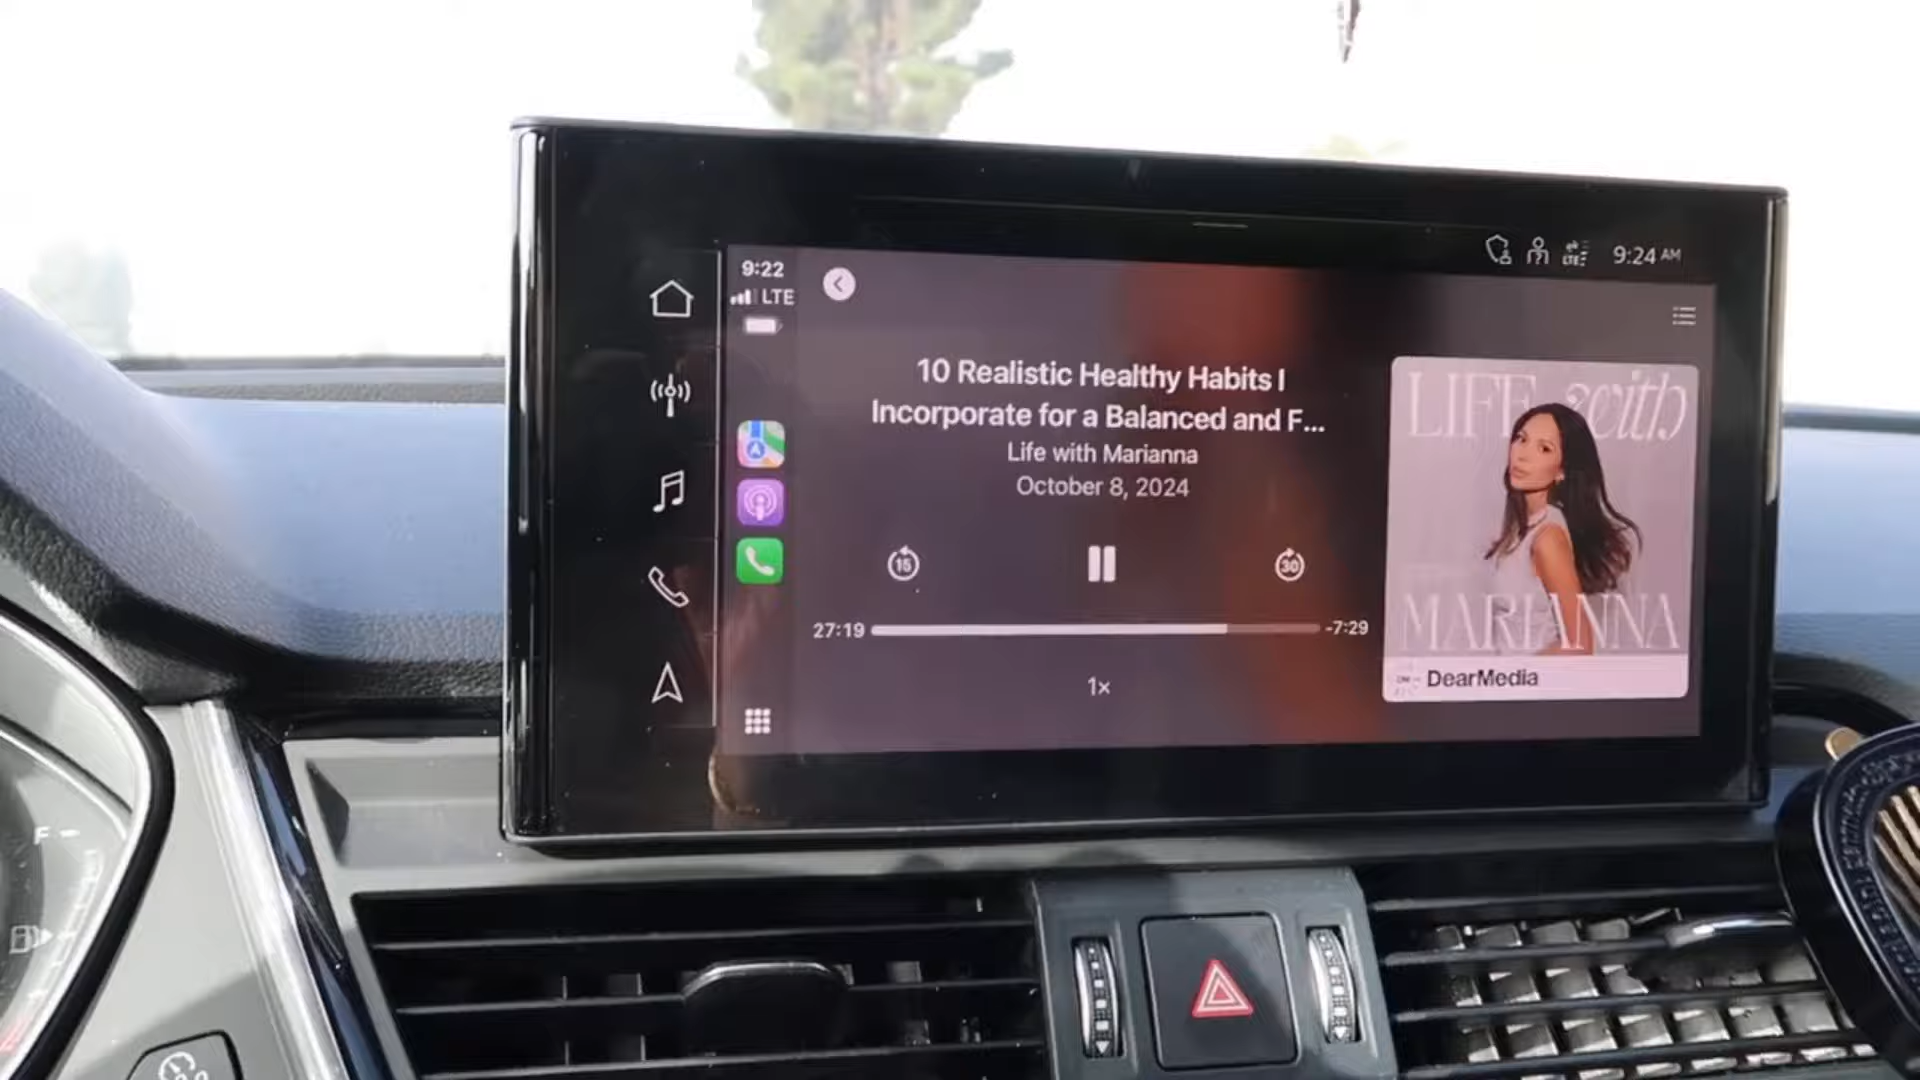 9:24 AM
9:22
LTE
LTE
10 Realistic Healthy Habits I
Incorporate for a Balanced and F...
Life with Marianna
October 8, 2024
15
30
27:19
-7:29
1×
LIFE with
MARIANNA
DearMedia
F